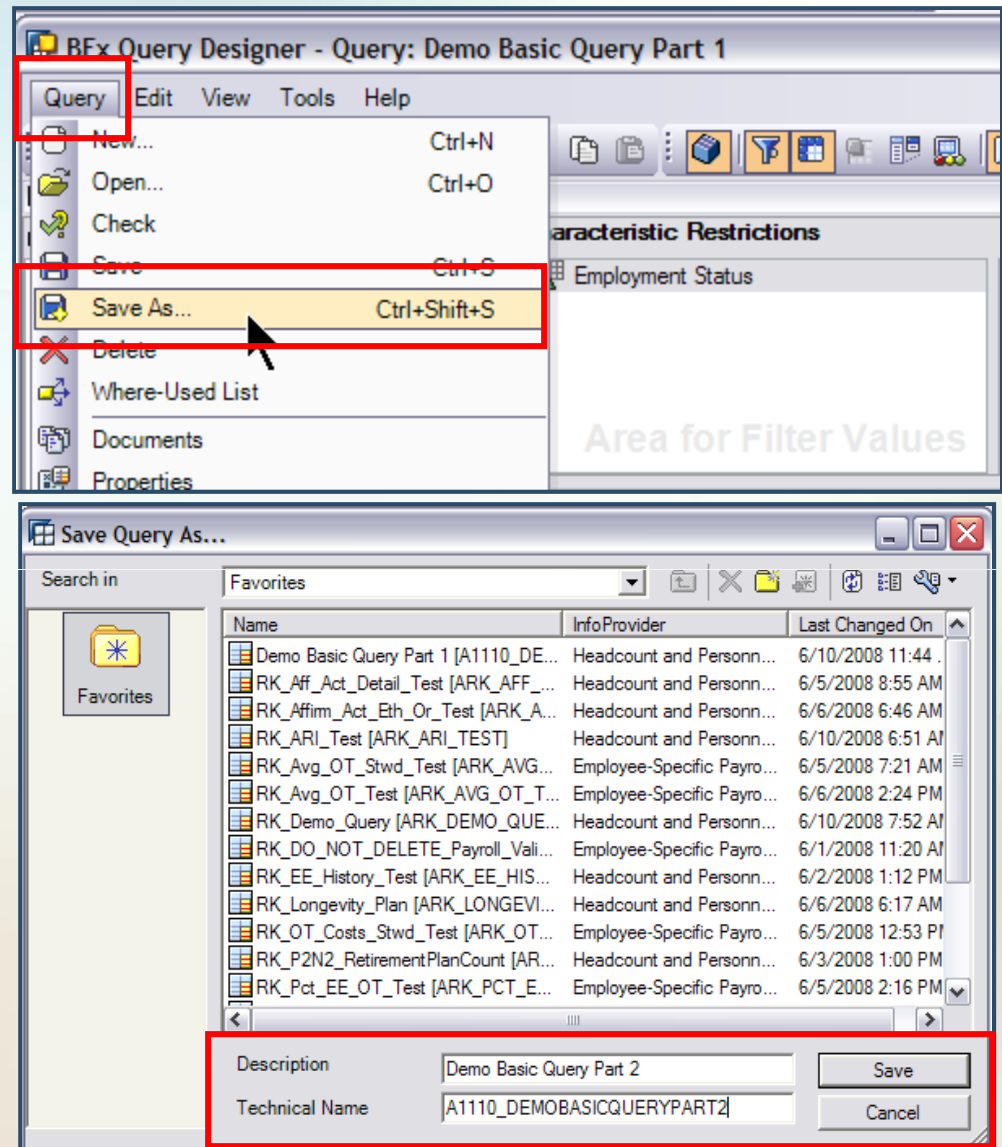 BEx Query Designer - Query: Demo Basic Query Part 1
Query Edit View Tools Help
New... Ctrl+N
Open... Ctrl+O
Check
Save Ctrl+S
Save As... Ctrl+Shift+S
Delete
Where-Used List
Documents
Properties
aracteristic Restrictions
Employment Status
Area for Filter Values
Save Query As...
Search in Favorites
Favorites
Name InfoProvider Last Changed On
Demo Basic Query Part 1 [A1110_DE... Headcount and Personn... 6/10/2008 11:44 .
RK_Aff_Act_Detail_Test [ARK_AFF_... Headcount and Personn... 6/5/2008 8:55 AM
RK_Affirm_Act_Eth_Or_Test [ARK_A... Headcount and Personn... 6/6/2008 6:46 AM
RK_ARI_Test [ARK_ARI_TEST] Headcount and Personn... 6/10/2008 6:51 AM
RK_Avg_OT_Stwd_Test [ARK_AVG... Employee-Specific Payro... 6/5/2008 7:21 AM
RK_Avg_OT_Test [ARK_AVG_OT_T... Employee-Specific Payro... 6/6/2008 2:24 PM
RK_Demo_Query [ARK_DEMO_QUE... Headcount and Personn... 6/10/2008 7:52 AM
RK_DO_NOT_DELETE_Payroll_Vali... Employee-Specific Payro... 6/1/2008 11:20 AM
RK_EE_History_Test [ARK_EE_HIS... Headcount and Personn... 6/2/2008 1:12 PM
RK_Longevity_Plan [ARK_LONGEVI... Headcount and Personn... 6/6/2008 6:17 AM
RK_OT_Costs_Stwd_Test [ARK_OT... Employee-Specific Payro... 6/5/2008 12:53 PM
RK_P2N2_RetirementPlanCount [AR... Headcount and Personn... 6/3/2008 1:00 PM
RK_Pct_EE_OT_Test [ARK_PCT_E... Employee-Specific Payro... 6/5/2008 2:16 PM
Description Demo Basic Query Part 2 Save
Technical Name A1110_DEMOBASICQUERYPART2 Cancel